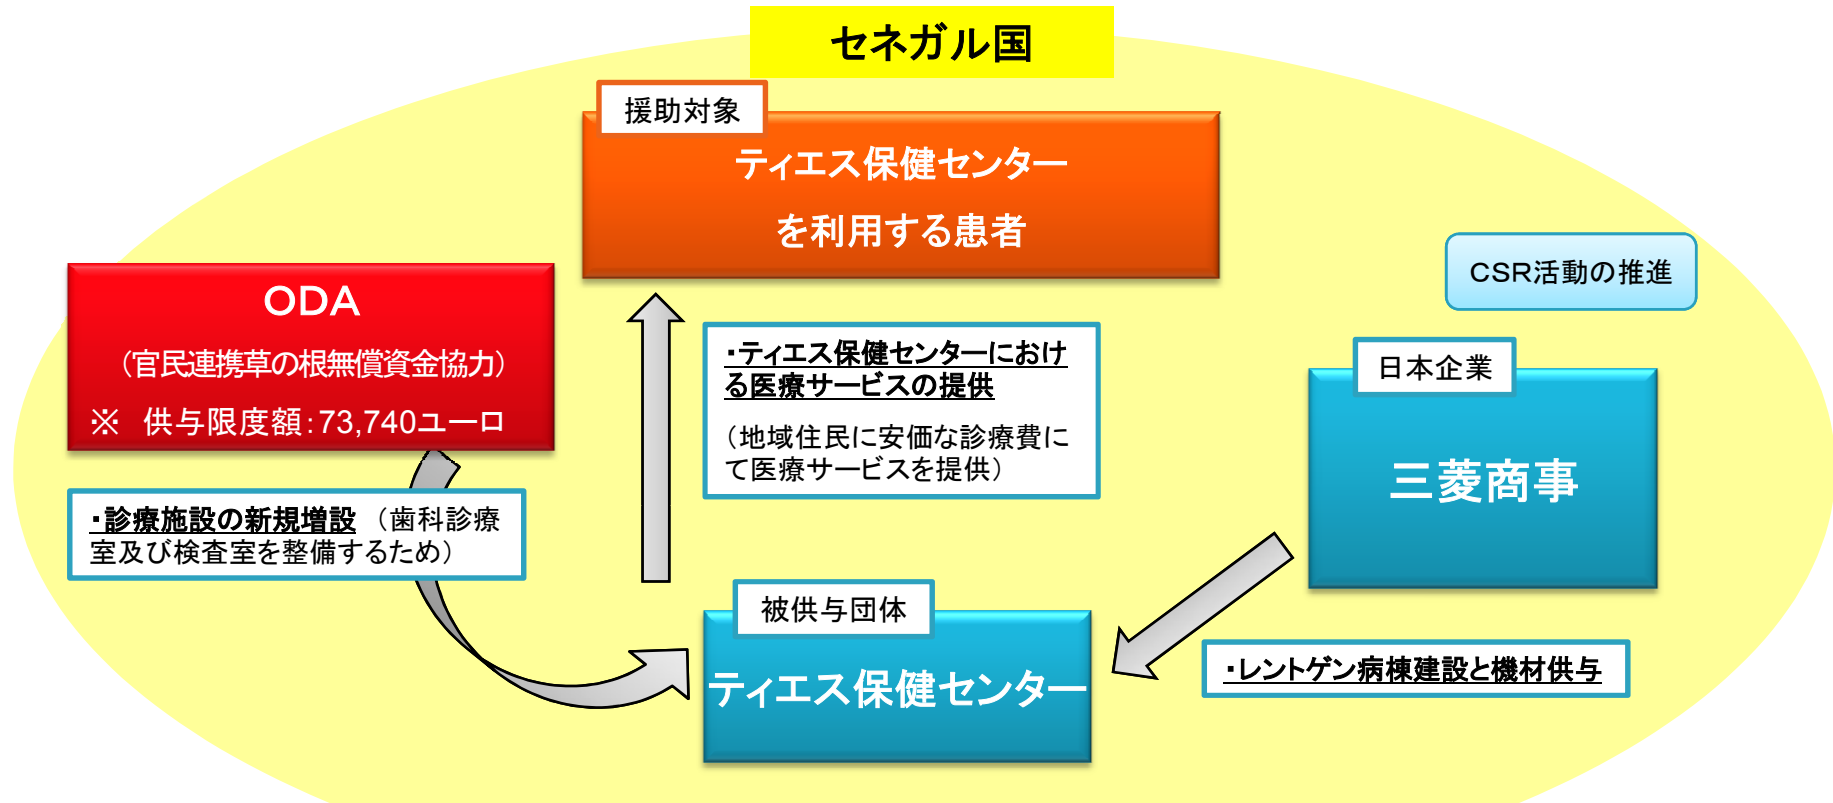 セネガル国
援助対象
ティエス保健センター
を利用する患者
CSR活動の推進
ODA
（官民連携草の根無償資金協力）
※　供与限度額：73,740ユーロ
・ティエス保健センターにおけ
る医療サービスの提供
（地域住民に安価な診療費に
て医療サービスを提供）
日本企業
三菱商事
・診療施設の新規増設　（歯科診療
室及び検査室を整備するため）
被供与団体
ティエス保健センター
・レントゲン病棟建設と機材供与